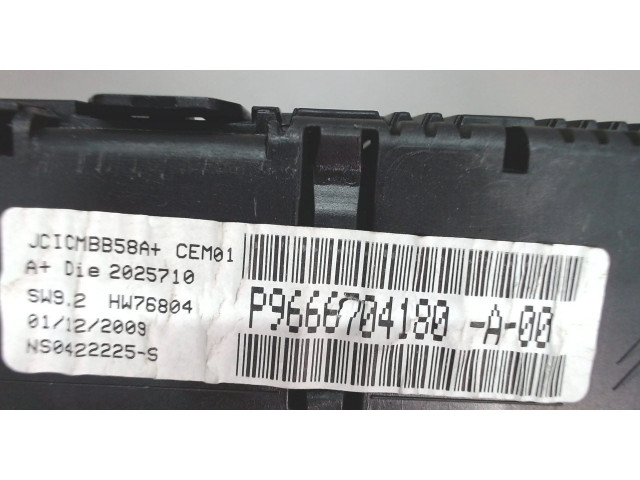 JCICMBB58A+ CEM01
A+ Die 2025710
SW9.2 HW76804
01/12/2009
NS0422225-S
P9666704180 -A-00